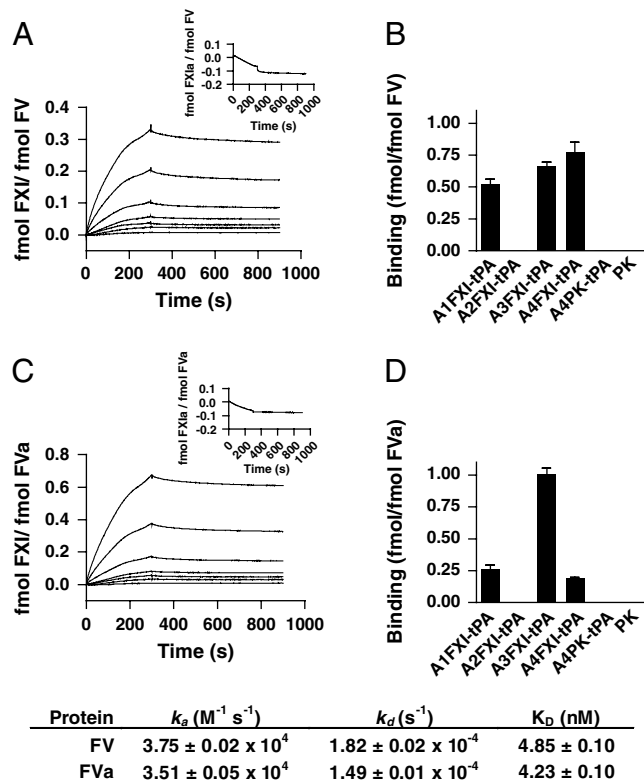 A
fmol FXIa / fmol FV
0.1
0.0
-0.1
-0.2
0
200
400
600
800
1000
Time (s)
fmol FXI/ fmol FV
0.4
0.3
0.2
0.1
0.0
0 200 400 600 800 1000
Time (s)
B
Binding (fmol/fmol FV)
1.00
0.75
0.50
0.25
0.00
A1FXI-tPA
A2FXI-tPA
A3FXI-tPA
A4FXI-tPA
A4PK-tPA
PK
C
fmol FXIa / fmol FVa
0.1
0.0
-0.1
-0.2
0
200
400
600
800
1000
Time (s)
fmol FXI/ fmol FVa
0.8
0.6
0.4
0.2
0.0
0 200 400 600 800 1000
Time (s)
D
Binding (fmol/fmol FVa)
1.00
0.75
0.50
0.25
0.00
A1FXI-tPA
A2FXI-tPA
A3FXI-tPA
A4FXI-tPA
A4PK-tPA
PK
Protein kₐ (M⁻¹ s⁻¹) k_d (s⁻¹) K_D (nM)
FV 3.75 ± 0.02 x 10⁴ 1.82 ± 0.02 x 10⁻⁴ 4.85 ± 0.10
FVa 3.51 ± 0.05 x 10⁴ 1.49 ± 0.01 x 10⁻⁴ 4.23 ± 0.10